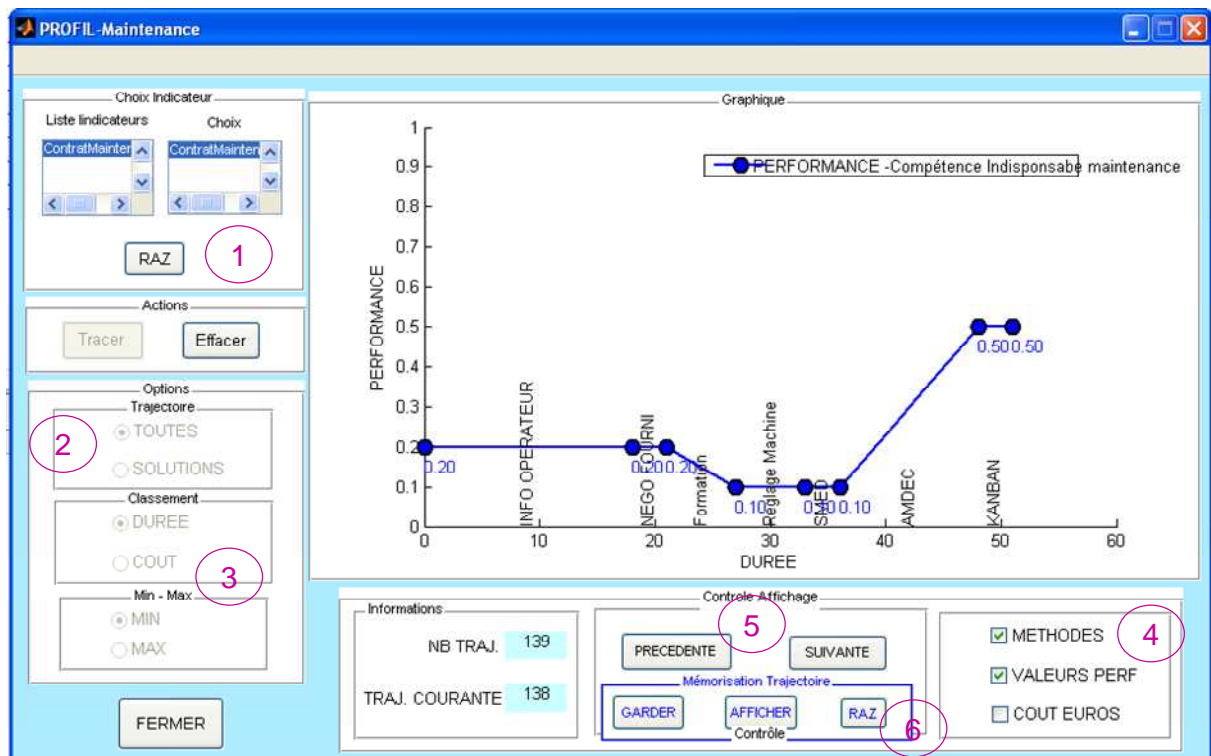 PROFIL-Maintenance
Choix Indicateur
Liste Iindicateurs
Choix
ContratMainter
ContratMainten
RAZ
1
Actions
Tracer
Effacer
Options
Trajectoire
2
TOUTES
SOLUTIONS
Classement
DUREE
COUT
3
Min - Max
MIN
MAX
FERMER
Graphique
PERFORMANCE -Compétence Indisponsabe maintenance
PERFORMANCE
1
0.9
0.8
0.7
0.6
0.5
0.4
0.3
0.2
0.1
0
0.20
0.20
0.20
0.10
0.10
0.10
0.50
0.50
INFO OPERATEUR
NEGO FOURNI
Formation
Réglage Machine
SMED
AMDEC
KANBAN
0
10
20
30
40
50
60
DUREE
Controle Affichage
Informations
NB TRAJ. 139
TRAJ. COURANTE 138
5
PRECEDENTE
SUIVANTE
Mémorisation Trajectoire
GARDER
AFFICHER
RAZ
Contrôle
6
METHODES
4
VALEURS PERF
COUT EUROS